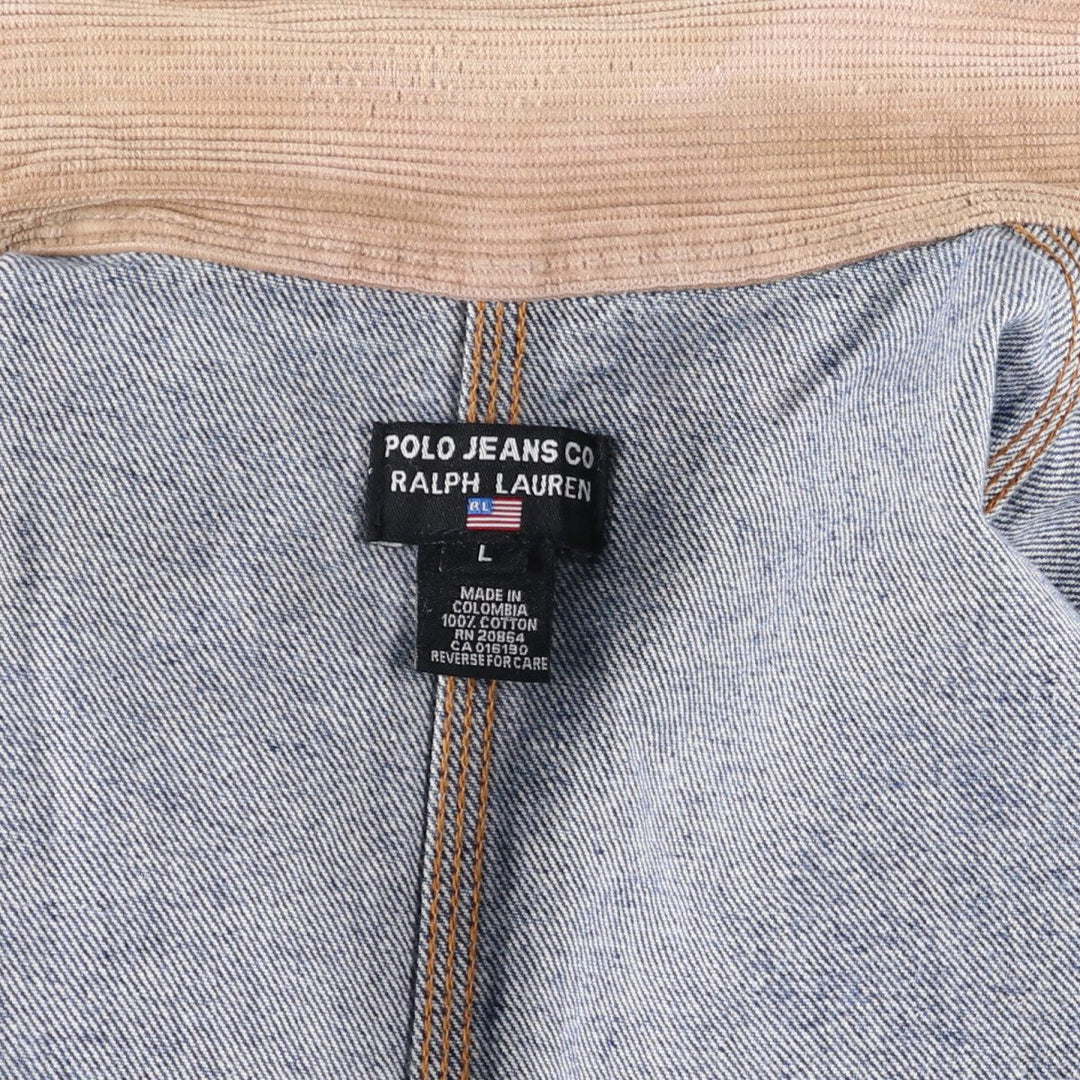 POLO JEANS CO
RALPH LAUREN
RL
L
MADE IN
COLOMBIA
100% COTTON
RN 20864
CA 016190
REVERSE FOR CARE